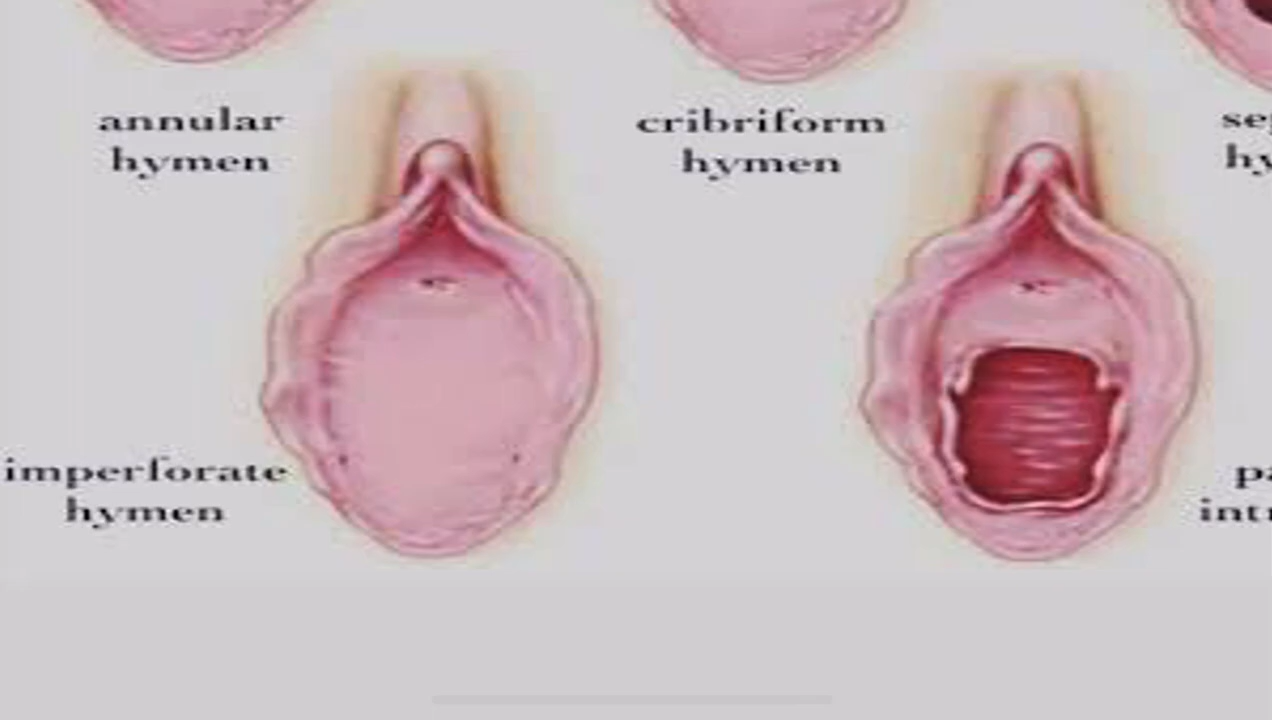 annular
hymen
cribriform
hymen
imperforate
hymen